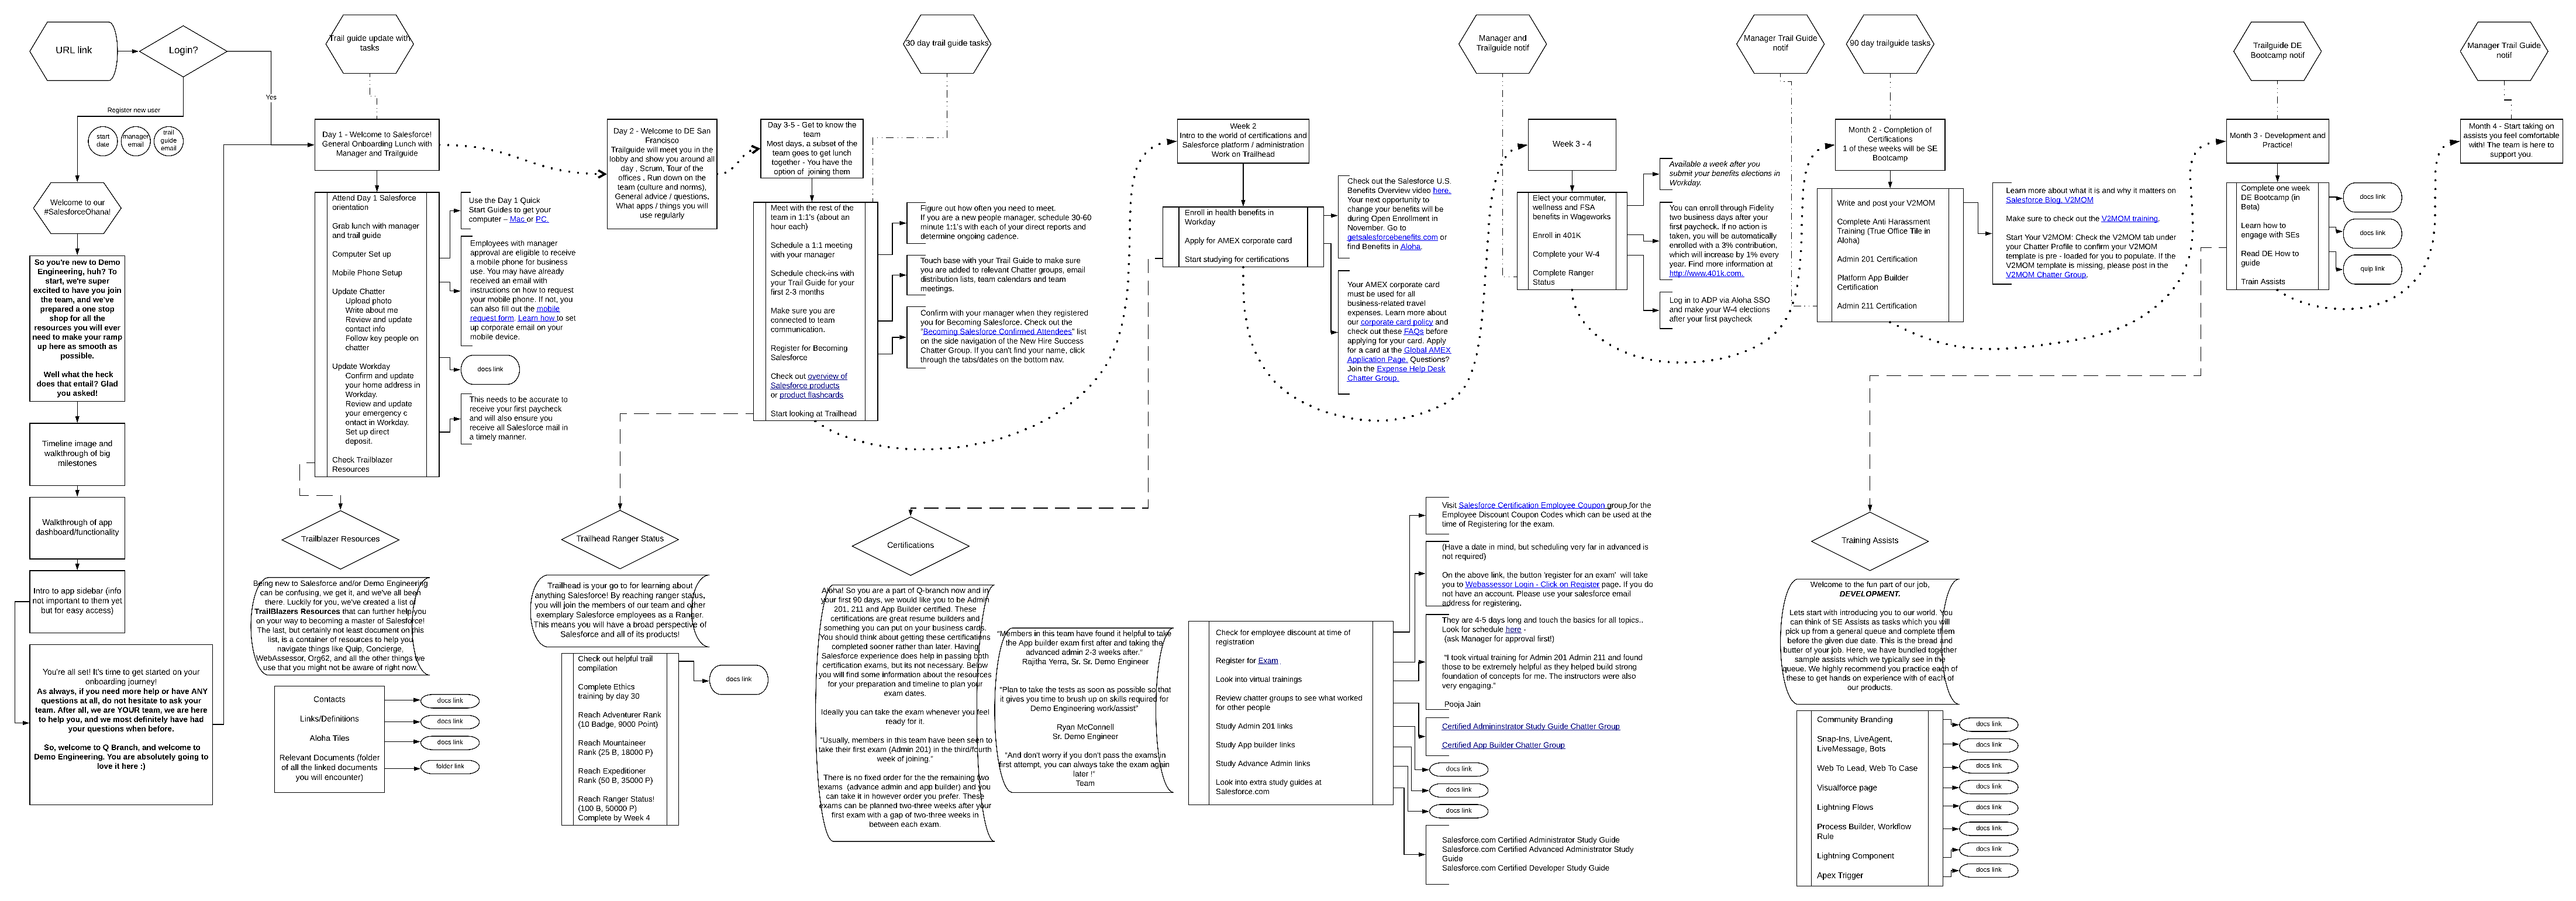 URL link
Login?
Yes
Register new user
start
date
manager
email
trail
guide
email
Welcome to our
#SalesforceOhana!
So you're new to Demo
Engineering, huh? To
start, we're super
excited to have you join
the team, and we've
prepared a one stop
shop for all the
resources you will ever
need to make your ramp
up here as smooth as
possible.
Well what the heck
does that entail? Glad
you asked!
Timeline image and
walkthrough of big
milestones
Walkthrough of app
dashboard/functionality
Intro to app sidebar (info
not important to them yet
but for easy access)
You're all set! It's time to get started on your
onboarding journey!
As always, if you need more help or have ANY
questions at all, do not hesitate to ask your
team. After all, we are YOUR team, we are here
to help you, and we most definitely have had
your questions when before.
So, welcome to Q Branch, and welcome to
Demo Engineering. You are absolutely going to
love it here :)
Trail guide update with
tasks
Day 1 - Welcome to Salesforce!
General Onboarding Lunch with
Manager and Trailguide
Attend Day 1 Salesforce
orientation
Grab lunch with manager
and trail guide
Computer Set up
Mobile Phone Setup
Update Chatter
Upload photo
Write about me
Review and update
contact info
Follow key people on
chatter
Update Workday
Confirm and update
your home address in
Workday.
Review and update
your emergency c
ontact in Workday.
Set up direct
deposit.
Check Trailblazer
Resources
Use the Day 1 Quick
Start Guides to get your
computer – Mac or PC.
Employees with manager
approval are eligible to receive
a mobile phone for business
use. You may have already
received an email with
instructions on how to request
your mobile phone. If not, you
can also fill out the mobile
request form. Learn how to set
up corporate email on your
mobile device.
docs link
This needs to be accurate to
receive your first paycheck
and will also ensure you
receive all Salesforce mail in
a timely manner.
Trailblazer Resources
Being new to Salesforce and/or Demo Engineering
can be confusing, we get it, and we've all been
there. Luckily for you, we've created a list of
TrailBlazers Resources that can further help you
on your way to becoming a master of Salesforce!
The last, but certainly not least document on this
list, is a container of resources to help you
navigate things like Quip, Concierge,
WebAssessor, Org62, and all the other things we
use that you might not be aware of right now.
Contacts
Links/Definitions
Aloha Tiles
Relevant Documents (folder
of all the linked documents
you will encounter)
docs link
docs link
docs link
folder link
Day 2 - Welcome to DE San
Francisco
Trailguide will meet you in the
lobby and show you around all
day , Scrum, Tour of the
offices , Run down on the
team (culture and norms),
General advice / questions,
What apps / things you will
use regularly
30 day trail guide tasks
Day 3-5 - Get to know the
team
Most days, a subset of the
team goes to get lunch
together - You have the
option of joining them
Meet with the rest of the
team in 1:1's (about an
hour each)
Schedule a 1:1 meeting
with your manager
Schedule check-ins with
your Trail Guide for your
first 2-3 months
Make sure you are
connected to team
communication.
Register for Becoming
Salesforce
Check out overview of
Salesforce products
or product flashcards
Start looking at Trailhead
Figure out how often you need to meet.
If you are a new people manager, schedule 30-60
minute 1:1's with each of your direct reports and
determine ongoing cadence.
Touch base with your Trail Guide to make sure
you are added to relevant Chatter groups, email
distribution lists, team calendars and team
meetings.
Confirm with your manager when they registered
you for Becoming Salesforce. Check out the
"Becoming Salesforce Confirmed Attendees" list
on the side navigation of the New Hire Success
Chatter Group. If you can't find your name, click
through the tabs/dates on the bottom nav.
Trailhead Ranger Status
Trailhead is your go to for learning about
anything Salesforce! By reaching ranger status,
you will join the members of our team and other
exemplary Salesforce employees as a Ranger.
This means you will have a broad perspective of
Salesforce and all of its products!
Check out helpful trail
compilation
Complete Ethics
training by day 30
Reach Adventurer Rank
(10 Badge, 9000 Point)
Reach Mountaineer
Rank (25 B, 18000 P)
Reach Expeditioner
Rank (50 B, 35000 P)
Reach Ranger Status!
(100 B, 50000 P)
Complete by Week 4
docs link
Week 2
Intro to the world of certifications and
Salesforce platform / administration
Work on Trailhead
Enroll in health benefits in
Workday
Apply for AMEX corporate card
Start studying for certifications
Check out the Salesforce U.S.
Benefits Overview video here.
Your next opportunity to
change your benefits will be
during Open Enrollment in
November. Go to
getsalesforcebenefits.com or
find Benefits in Aloha.
Your AMEX corporate card
must be used for all
business-related travel
expenses. Learn more about
our corporate card policy and
check out these FAQs before
applying for your card. Apply
for a card at the Global AMEX
Application Page. Questions?
Join the Expense Help Desk
Chatter Group.
Certifications
Aloha! So you are a part of Q-branch now and in
your first 90 days, we would like you to be Admin
201, 211 and App Builder certified. These
certifications are great resume builders and
something you can put on your business cards.
You should think about getting these certifications
completed sooner rather than later. Having
Salesforce experience does help in passing both
certification exams, but its not necessary. Below
you will find some information about the resources
for your preparation and timeline to plan your
exam dates.
Ideally you can take the exam whenever you feel
ready for it.
"Usually, members in this team have been seen to
take their first exam (Admin 201) in the third/fourth
week of joining."
There is no fixed order for the the remaining two
exams (advance admin and app builder) and you
can take it in however order you prefer. These
exams can be planned two-three weeks after your
first exam with a gap of two-three weeks in
between each exam.
"Members in this team have found it helpful to take
the App builder exam first after and taking the
advanced admin 2-3 weeks after."
Rajitha Yerra, Sr. Sr. Demo Engineer
"Plan to take the tests as soon as possible so that
it gives you time to brush up on skills required for
Demo Engineering work/assist"
Ryan McConnell
Sr. Demo Engineer
"And don't worry if you don't pass the exams in
first attempt, you can always take the exam again
later !"
Team
Check for employee discount at time of
registration
Register for Exam
Look into virtual trainings
Review chatter groups to see what worked
for other people
Study Admin 201 links
Study App builder links
Study Advance Admin links
Look into extra study guides at
Salesforce.com
Visit Salesforce Certification Employee Coupon group for the
Employee Discount Coupon Codes which can be used at the
time of Registering for the exam.
(Have a date in mind, but scheduling very far in advanced is
not required)
On the above link, the button 'register for an exam' will take
you to Webassessor Login - Click on Register page. If you do
not have an account. Please use your salesforce email
address for registering.
They are 4-5 days long and touch the basics for all topics..
Look for schedule here -
(ask Manager for approval first!)
"I took virtual training for Admin 201 Admin 211 and found
those to be extremely helpful as they helped build strong
foundation of concepts for me. The instructors were also
very engaging."
Pooja Jain
Certified Admininstrator Study Guide Chatter Group
Certified App Builder Chatter Group
docs link
docs link
docs link
Salesforce.com Certified Administrator Study Guide
Salesforce.com Certified Advanced Administrator Study
Guide
Salesforce.com Certified Developer Study Guide
Manager and
Trailguide notif
Week 3 - 4
Elect your commuter,
wellness and FSA
benefits in Wageworks
Enroll in 401K
Complete your W-4
Complete Ranger
Status
Available a week after you
submit your benefits elections in
Workday.
You can enroll through Fidelity
two business days after your
first paycheck. If no action is
taken, you will be automatically
enrolled with a 3% contribution,
which will increase by 1% every
year. Find more information at
http://www.401k.com.
Log in to ADP via Aloha SSO
and make your W-4 elections
after your first paycheck
Manager Trail Guide
notif
90 day trailguide tasks
Month 2 - Completion of
Certifications
1 of these weeks will be SE
Bootcamp
Write and post your V2MOM
Complete Anti Harassment
Training (True Office Tile in
Aloha)
Admin 201 Certification
Platform App Builder
Certification
Admin 211 Certification
Learn more about what it is and why it matters on
Salesforce Blog, V2MOM
Make sure to check out the V2MOM training.
Start Your V2MOM: Check the V2MOM tab under
your Chatter Profile to confirm your V2MOM
template is pre - loaded for you to populate. If the
V2MOM template is missing, please post in the
V2MOM Chatter Group.
Training Assists
Welcome to the fun part of our job,
DEVELOPMENT.
Lets start with introducing you to our world. You
can think of SE Assists as tasks which you will
pick up from a general queue and complete them
before the given due date. This is the bread and
butter of your job. Here, we have bundled together
sample assists which we typically see in the
queue. We highly recommend you practice each of
these to get hands on experience with of each of
our products.
Community Branding
Snap-Ins, LiveAgent,
LiveMessage, Bots
Web To Lead, Web To Case
Visualforce page
Lightning Flows
Process Builder, Workflow
Rule
Lightning Component
Apex Trigger
docs link
docs link
docs link
docs link
docs link
docs link
docs link
docs link
Trailguide DE
Bootcamp notif
Month 3 - Development and
Practice!
Complete one week
DE Bootcamp (in
Beta)
Learn how to
engage with SEs
Read DE How to
guide
Train Assists
docs link
docs link
quip link
Manager Trail Guide
notif
Month 4 - Start taking on
assists you feel comfortable
with! The team is here to
support you.